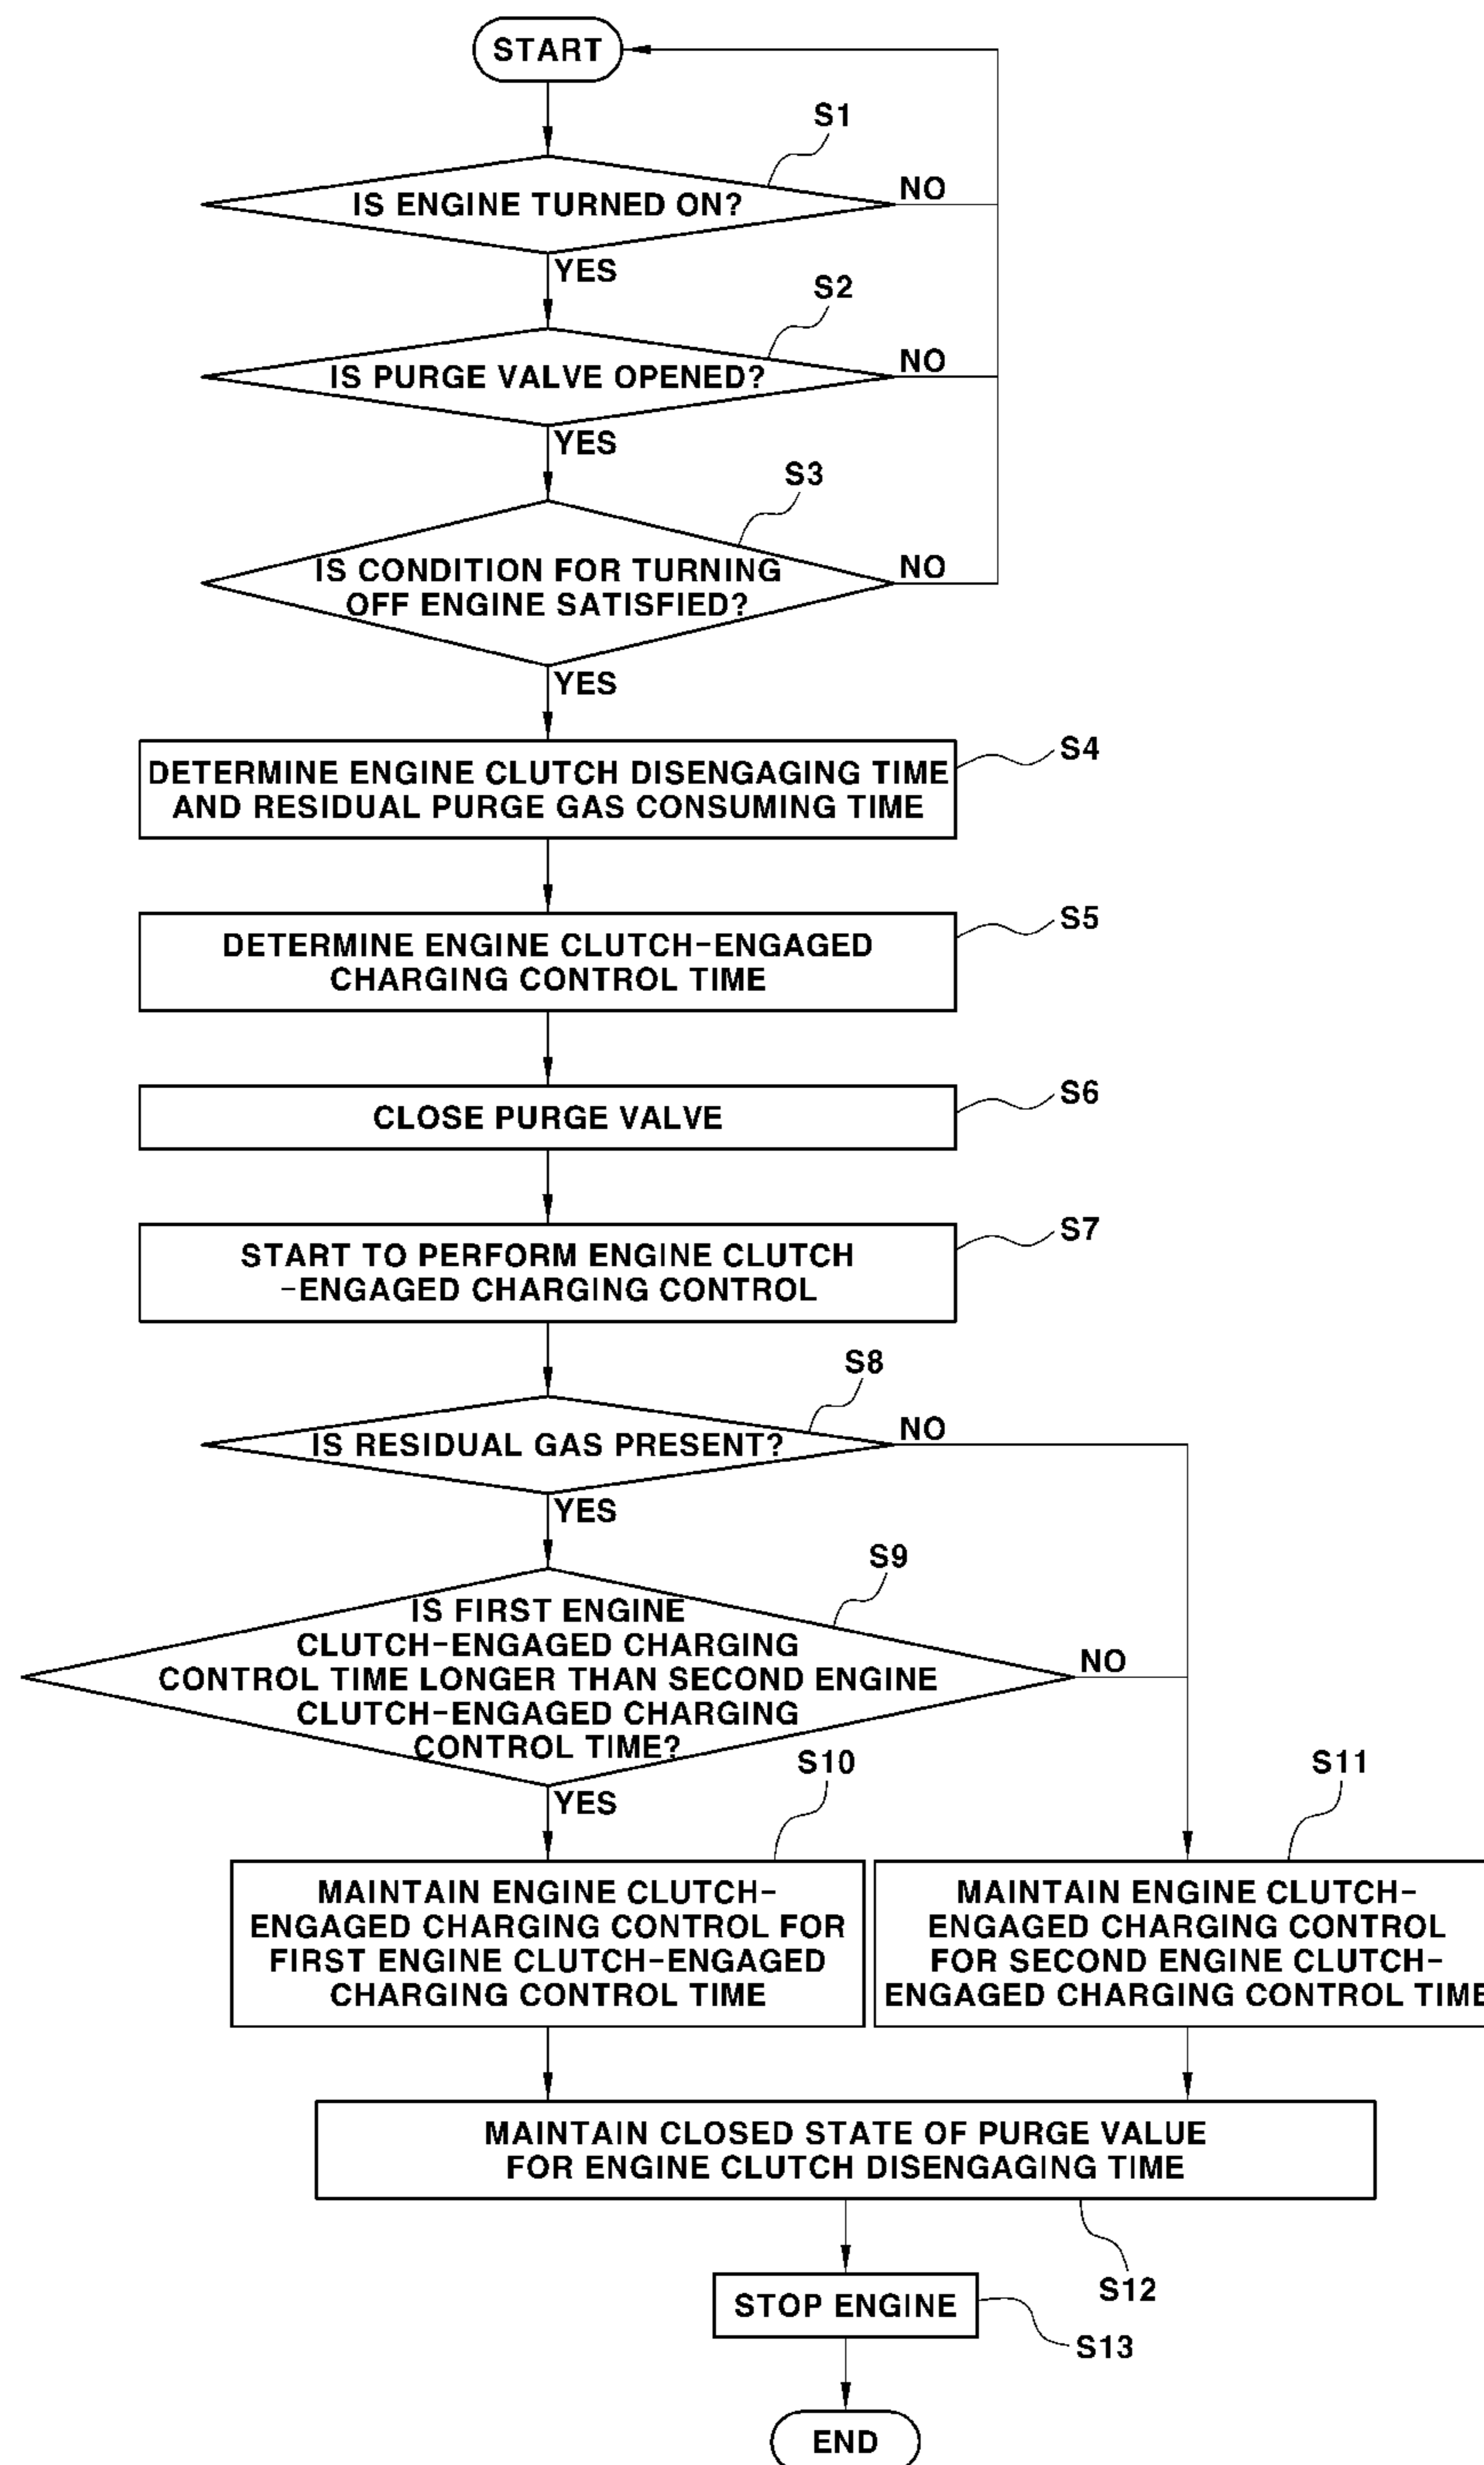 START
S1
IS ENGINE TURNED ON?
NO
YES
S2
IS PURGE VALVE OPENED?
NO
YES
S3
IS CONDITION FOR TURNING
OFF ENGINE SATISFIED?
NO
YES
S4
DETERMINE ENGINE CLUTCH DISENGAGING TIME
AND RESIDUAL PURGE GAS CONSUMING TIME
S5
DETERMINE ENGINE CLUTCH-ENGAGED
CHARGING CONTROL TIME
S6
CLOSE PURGE VALVE
S7
START TO PERFORM ENGINE CLUTCH
-ENGAGED CHARGING CONTROL
S8
IS RESIDUAL GAS PRESENT?
NO
YES
S9
IS FIRST ENGINE
CLUTCH-ENGAGED CHARGING
CONTROL TIME LONGER THAN SECOND ENGINE
CLUTCH-ENGAGED CHARGING
CONTROL TIME?
NO
YES
S10
MAINTAIN ENGINE CLUTCH-
ENGAGED CHARGING CONTROL FOR
FIRST ENGINE CLUTCH-ENGAGED
CHARGING CONTROL TIME
S11
MAINTAIN ENGINE CLUTCH-
ENGAGED CHARGING CONTROL
FOR SECOND ENGINE CLUTCH-
ENGAGED CHARGING CONTROL TIME
MAINTAIN CLOSED STATE OF PURGE VALUE
FOR ENGINE CLUTCH DISENGAGING TIME
S12
STOP ENGINE
S13
END